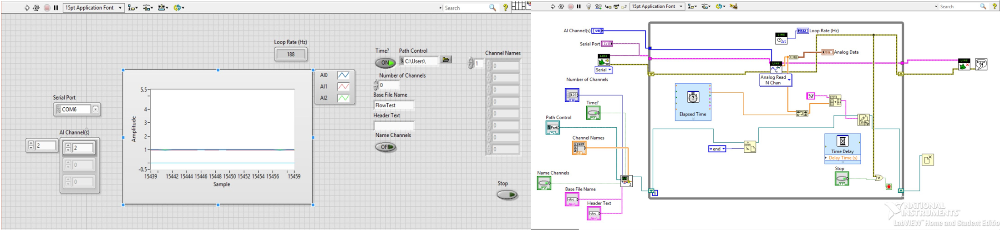 15pt Application Font
Search
Loop Rate (Hz)
188
Time?
ON
Path Control
C:\Users\
Number of Channels
0
Base File Name
FlowTest
Header Text
Name Channels
OFF
Channel Names
1
0
0
0
0
0
0
0
0
Stop
AI0
AI1
AI2
Serial Port
COM6
AI Channel(s)
2
2
0
0
Amplitude
5.5
4
3
2
1
-0.5
15439 15442 15444 15446 15448 15450 15452 15454 15456 15459
Sample
15pt Application Font
Search
AI Channel(s)
U8
Serial Port
I/O
LINX
Serial
Number of Channels
123
Time?
TF
Path Control
Path
Channel Names
123
Name Channels
TF
Base File Name
abc
Header Text
abc
2
i
LINX
U32
Loop Rate (Hz)
Analog Data
LINX
Analog Read
N Chan
Elapsed Time
%f
end
Time Delay
Delay Time (s)
Stop
TF
LINX
Error
?!
NATIONAL
INSTRUMENTS
LabVIEW™ Home and Student Editio